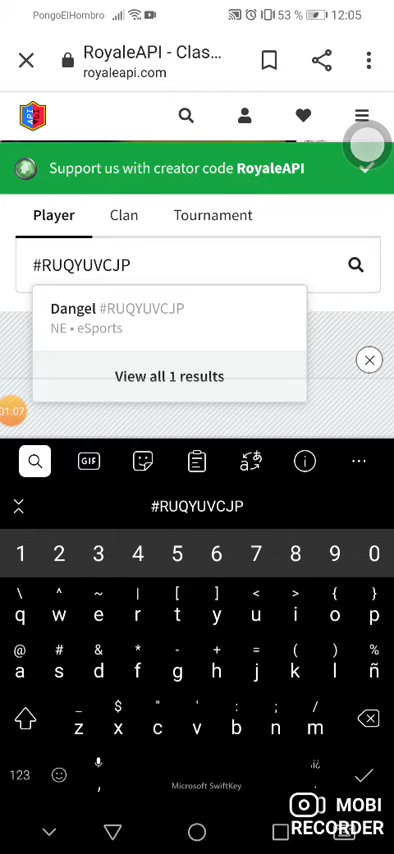 PongoElHombro 53 % 12:05
RoyaleAPI - Clas...
royaleapi.com
Support us with creator code RoyaleAPI
Player Clan Tournament
#RUQYUVCJP
Dangel #RUQYUVCJP
NE • eSports
View all 1 results
01:07
GIF
#RUQYUVCJP
1 2 3 4 5 6 7 8 9 0
\ ^ ~ | [ ] < > { }
q w e r t y u i o p
@ # & * - + = ( ) %
a s d f g h j k l ñ
_ $ " ' : ; /
z x c v b n m
123 , Microsoft SwiftKey .
¡¿
MOBI
RECORDER